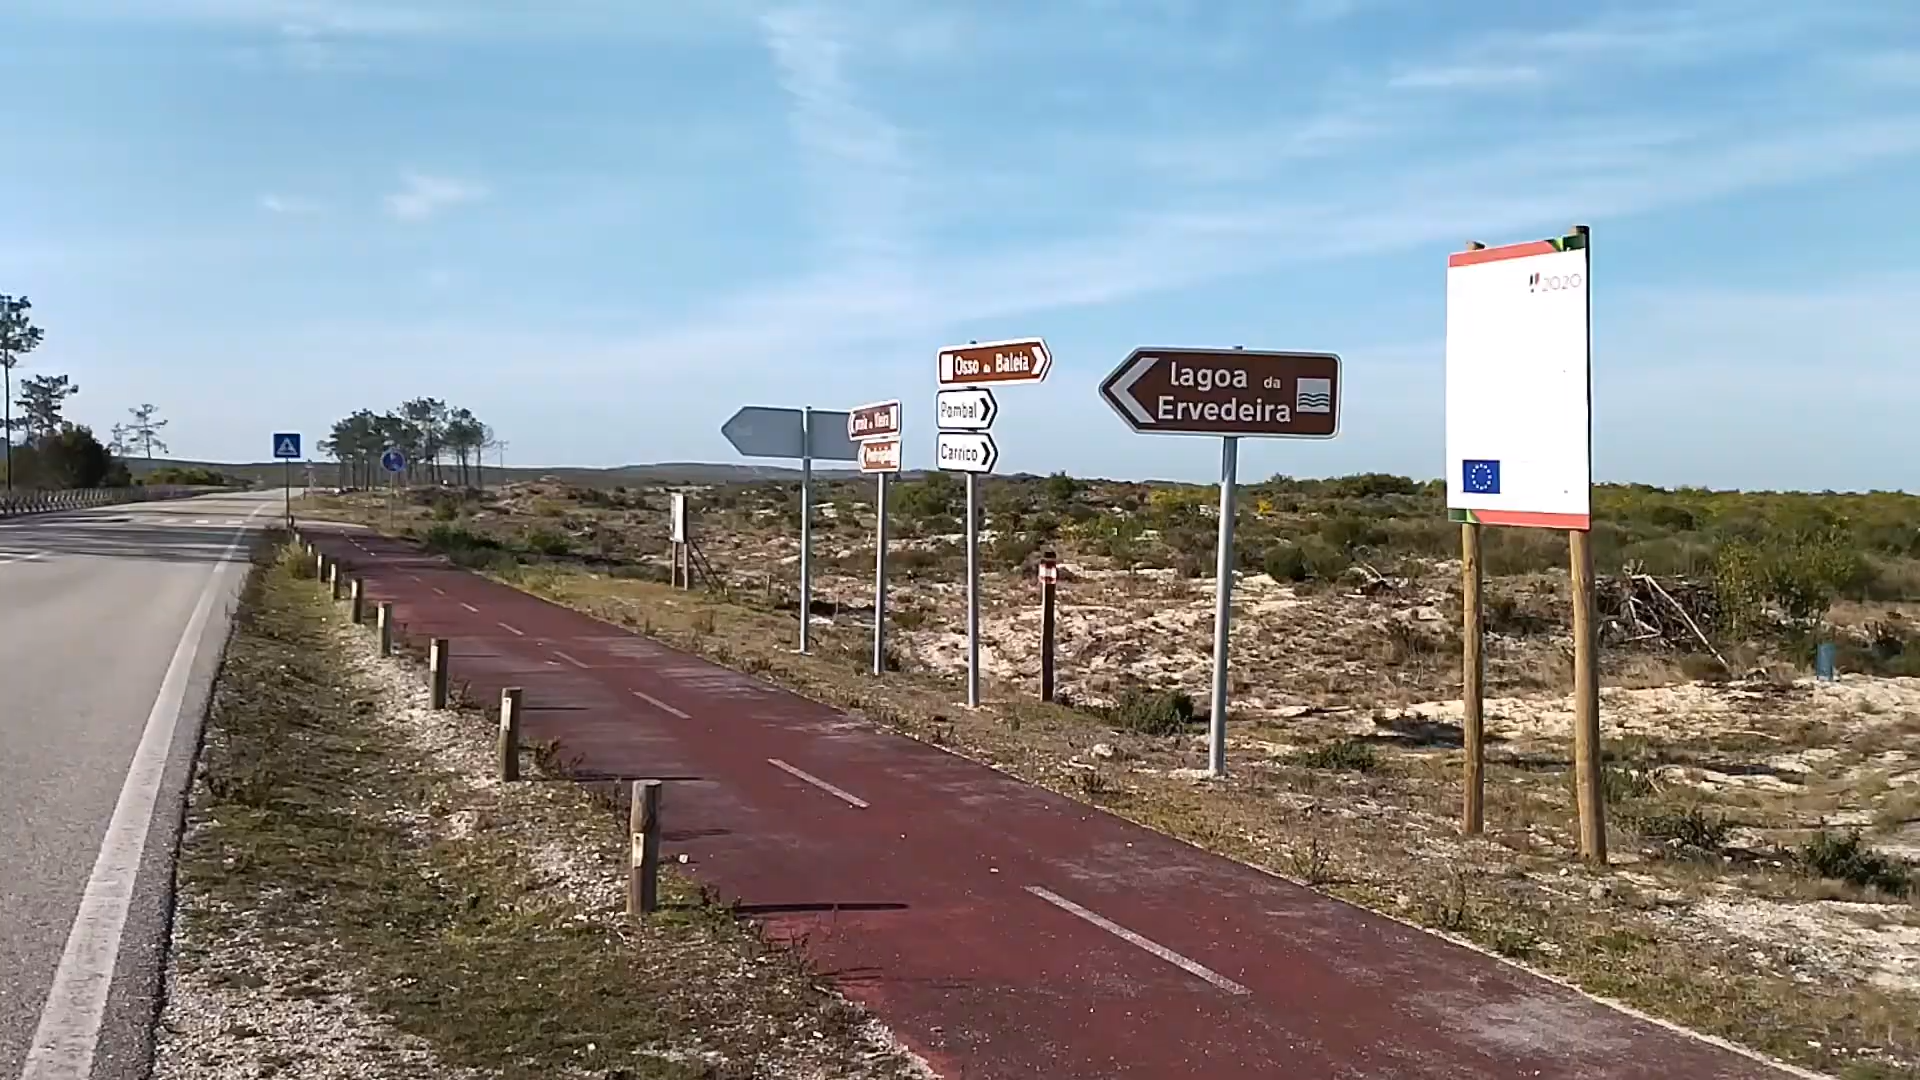 Osso da Baleia
Pombal
Carriço
Lagoa da
Ervedeira
2020